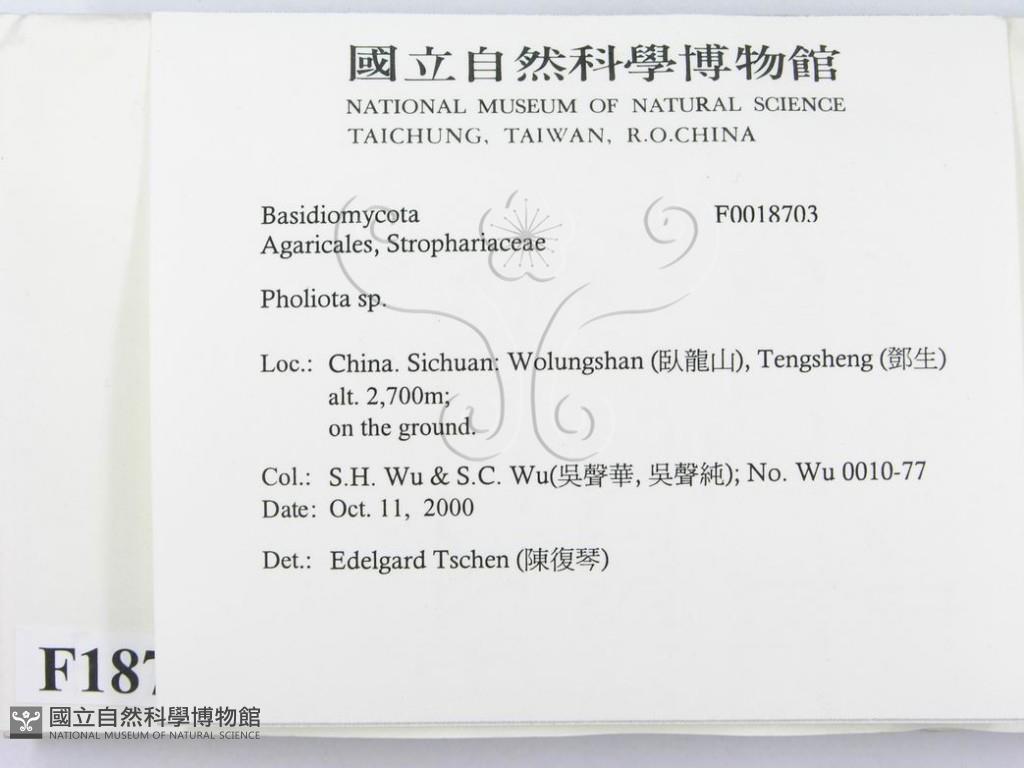 國立自然科學博物館
NATIONAL MUSEUM OF NATURAL SCIENCE
TAICHUNG, TAIWAN, R.O.CHINA
Basidiomycota F0018703
Agaricales, Strophariaceae
Pholiota sp.
Loc.: China. Sichuan: Wolungshan (臥龍山), Tengsheng (鄧生)
alt. 2,700m;
on the ground.
Col.: S.H. Wu & S.C. Wu(吳聲華, 吳聲純); No. Wu 0010-77
Date: Oct. 11, 2000
Det.: Edelgard Tschen (陳復琴)
F187
國立自然科學博物館
NATIONAL MUSEUM OF NATURAL SCIENCE